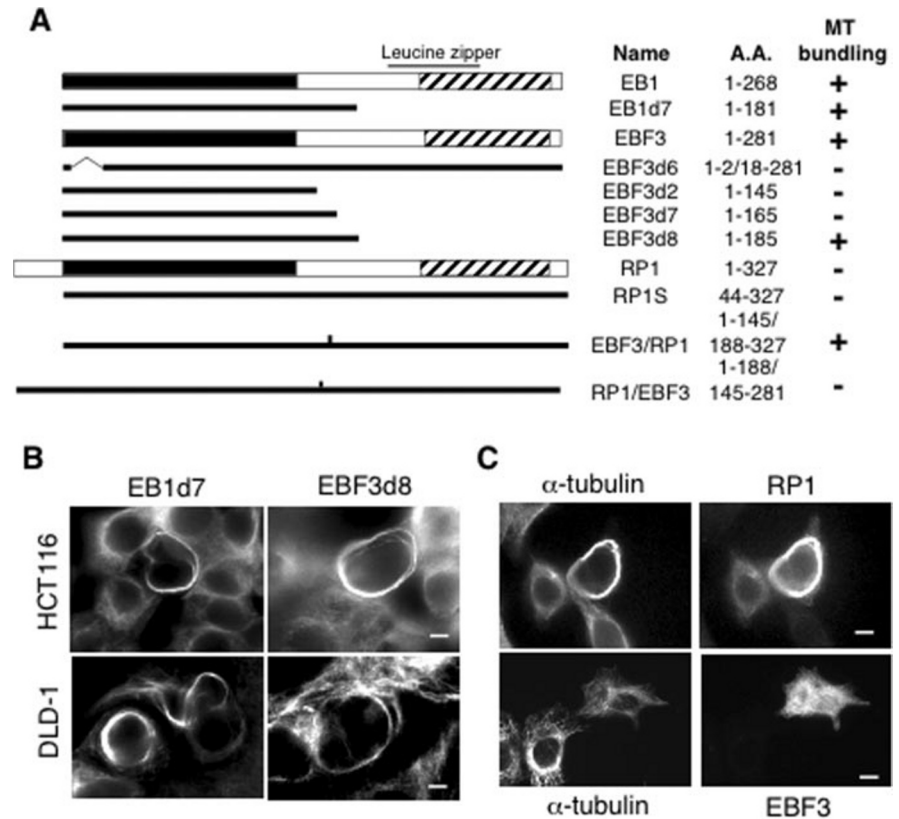 A
Leucine zipper
Name A.A. MT bundling
EB1 1-268 +
EB1d7 1-181 +
EBF3 1-281 +
EBF3d6 1-2/18-281 -
EBF3d2 1-145 -
EBF3d7 1-165 -
EBF3d8 1-185 +
RP1 1-327 -
RP1S 44-327 -
EBF3/RP1 1-145/188-327 +
RP1/EBF3 1-188/145-281 -
B
EB1d7 EBF3d8
HCT116
DLD-1
C
α-tubulin RP1
α-tubulin EBF3